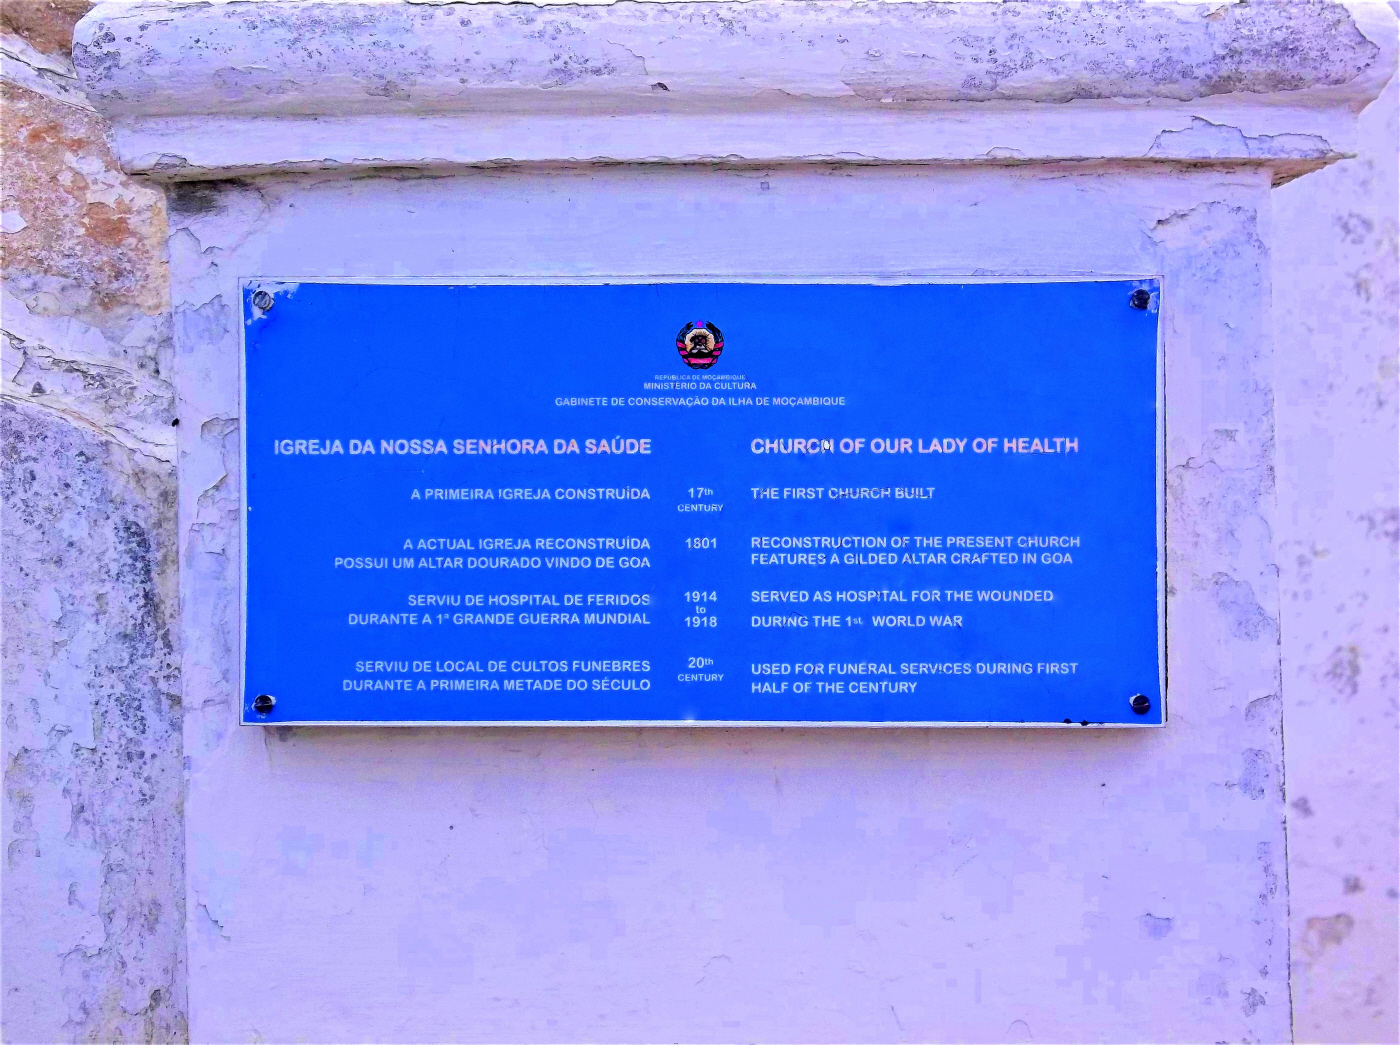 REPÚBLICA DE MOÇAMBIQUE
MINISTÉRIO DA CULTURA
GABINETE DE CONSERVAÇÃO DA ILHA DE MOÇAMBIQUE
IGREJA DA NOSSA SENHORA DA SAÚDE
CHURCH OF OUR LADY OF HEALTH
A PRIMEIRA IGREJA CONSTRUÍDA
17th
CENTURY
THE FIRST CHURCH BUILT
A ACTUAL IGREJA RECONSTRUÍDA
POSSUI UM ALTAR DOURADO VINDO DE GOA
1801
RECONSTRUCTION OF THE PRESENT CHURCH
FEATURES A GILDED ALTAR CRAFTED IN GOA
SERVIU DE HOSPITAL DE FERIDOS
DURANTE A 1ª GRANDE GUERRA MUNDIAL
1914
to
1918
SERVED AS HOSPITAL FOR THE WOUNDED
DURING THE 1st WORLD WAR
SERVIU DE LOCAL DE CULTOS FUNEBRES
DURANTE A PRIMEIRA METADE DO SÉCULO
20th
CENTURY
USED FOR FUNERAL SERVICES DURING FIRST
HALF OF THE CENTURY